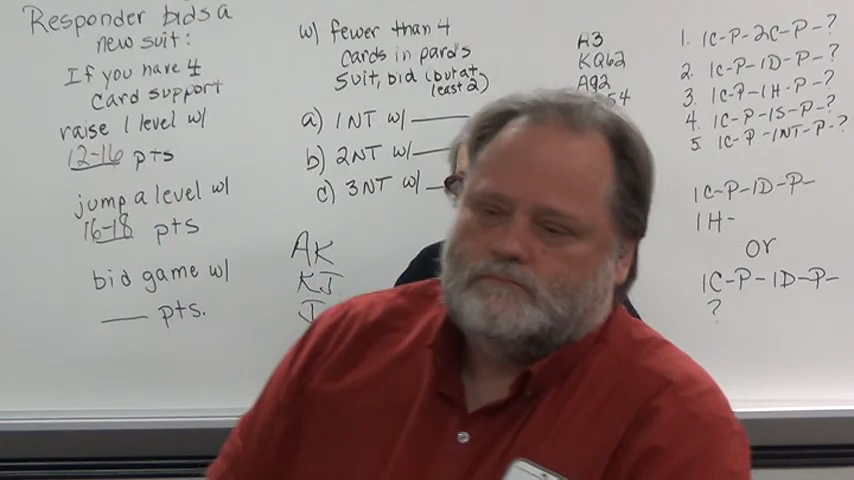 Responder bids a
new suit:
If you have 4
card support
raise 1 level w/
12-16 pts
jump a level w/
16-18 pts
bid game w/
___ pts.
w/ fewer than 4
cards in pard's
suit, bid (but at
least 2)
a) 1NT w/
b) 2NT w/
c) 3NT w/
AK
KJ
J
A3
KQ62
AQ2
54
1. 1C-P-2C-P-?
2. 1C-P-1D-P-?
3. 1C-P-1H-P-?
4. 1C-P-1S-P-?
5. 1C-P-1NT-P-?
1C-P-1D-P-
1H-
or
1C-P-1D-P-
?